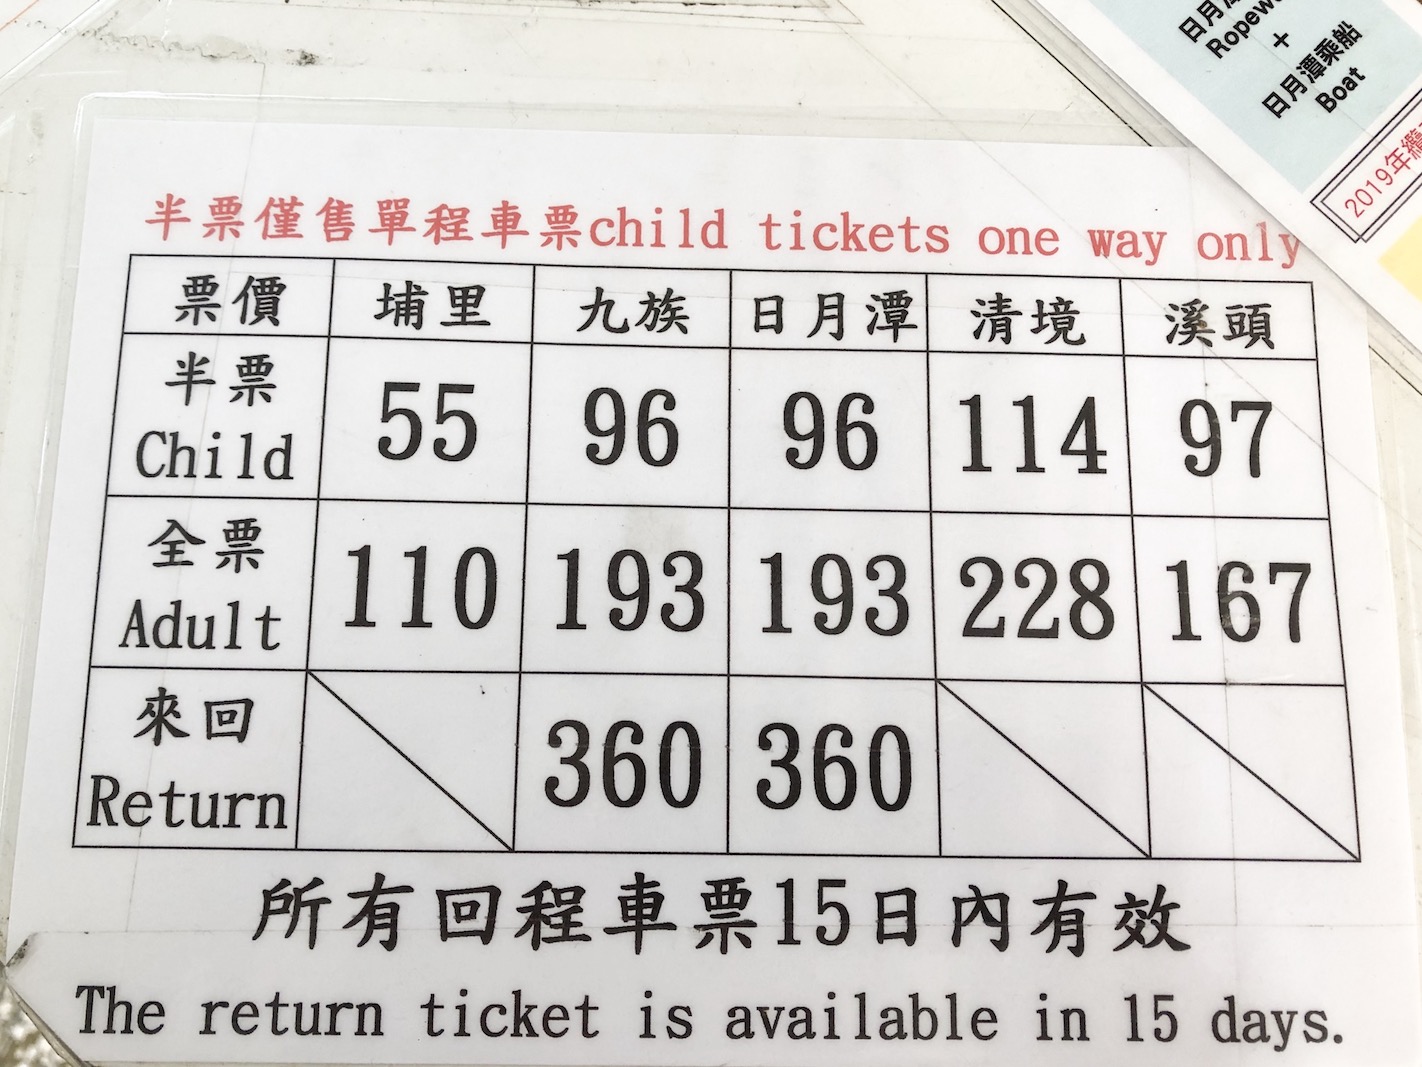 日月潭乘船
Boat
+
2019年纜
半票僅售單程車票child tickets one way only
票價 埔里 九族 日月潭 清境 溪頭
半票 Child 55 96 96 114 97
全票 Adult 110 193 193 228 167
來回 Return 360 360
所有回程車票15日內有效
The return ticket is available in 15 days.